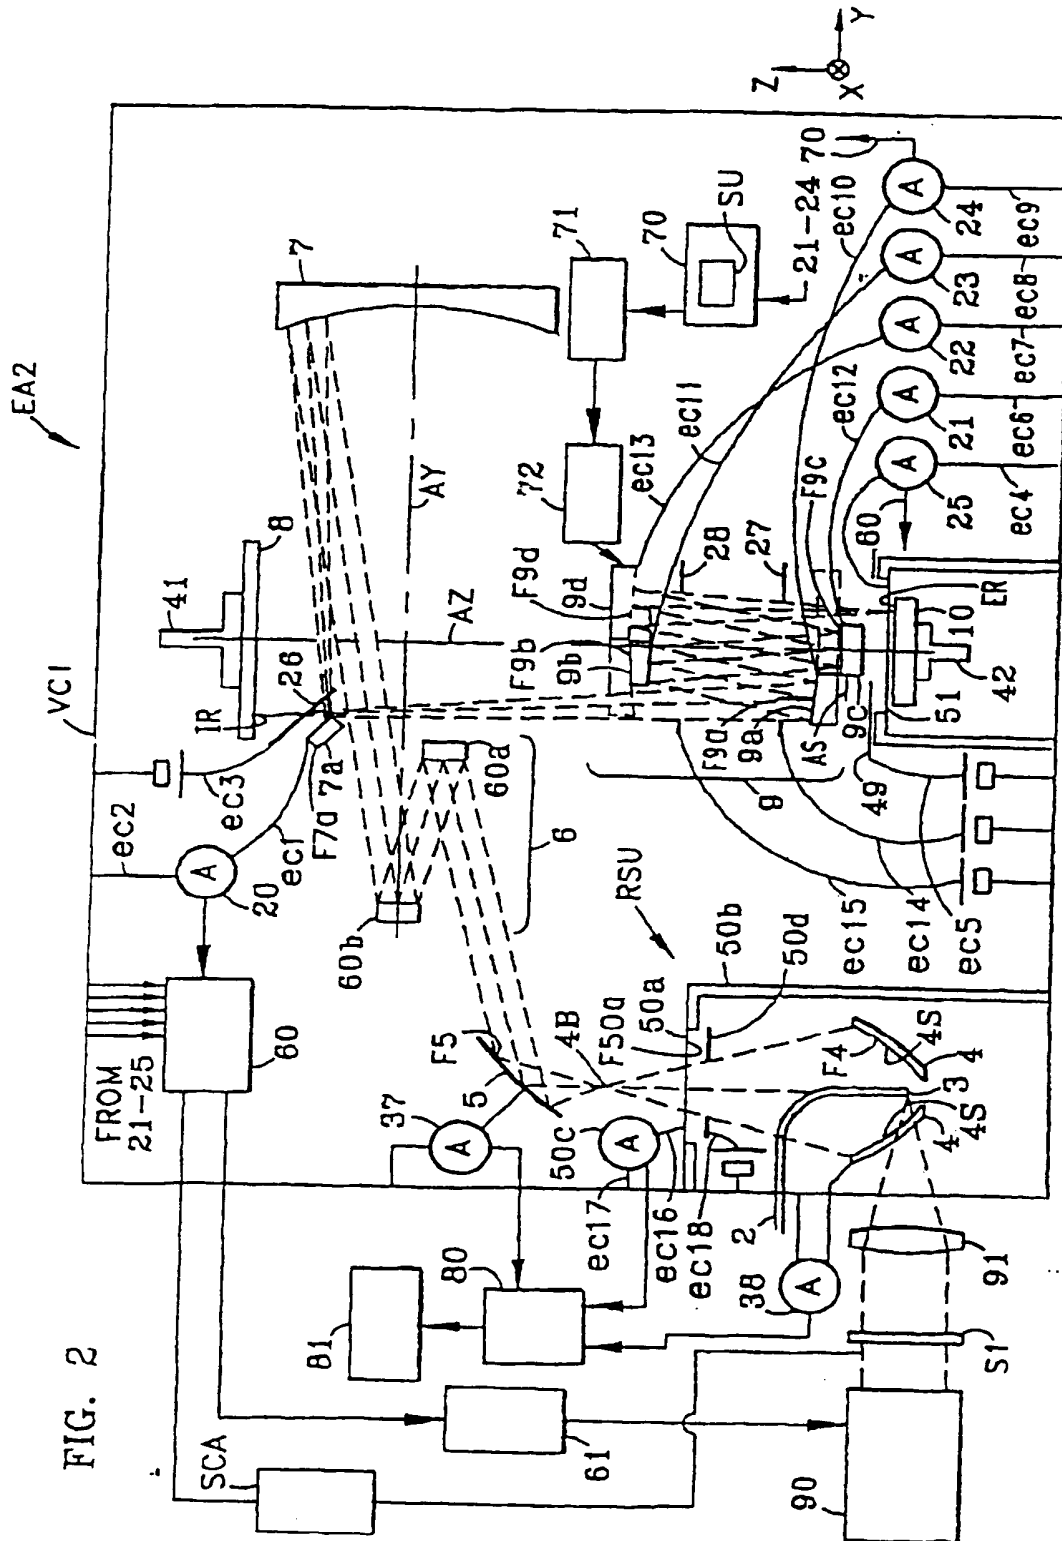 FIG. 2
EA2
VC1
ec2
20
ec1
ec3
IR
26
41
8
7
F7a
7a
AZ
AY
FROM
21-25
60
60b
60a
6
F5
5
4B
37
50c
ec17
ec16
ec18
RSU
F50a
50a
50b
50d
F4
4S
4
3
4S
4
2
38
80
81
SCA
61
90
S1
91
71
72
70
SU
21-24
F9d
9d
F9b
9b
ec13
ec11
28
27
F9a
9a
AS
9c
F9c
9
49
51
42
10
ER
60
ec15
ec14
ec5
ec12
ec10
70
25
21
22
23
24
ec4
ec6
ec7
ec8
ec9
A
A
A
A
A
A
A
A
A
Z
X
Y